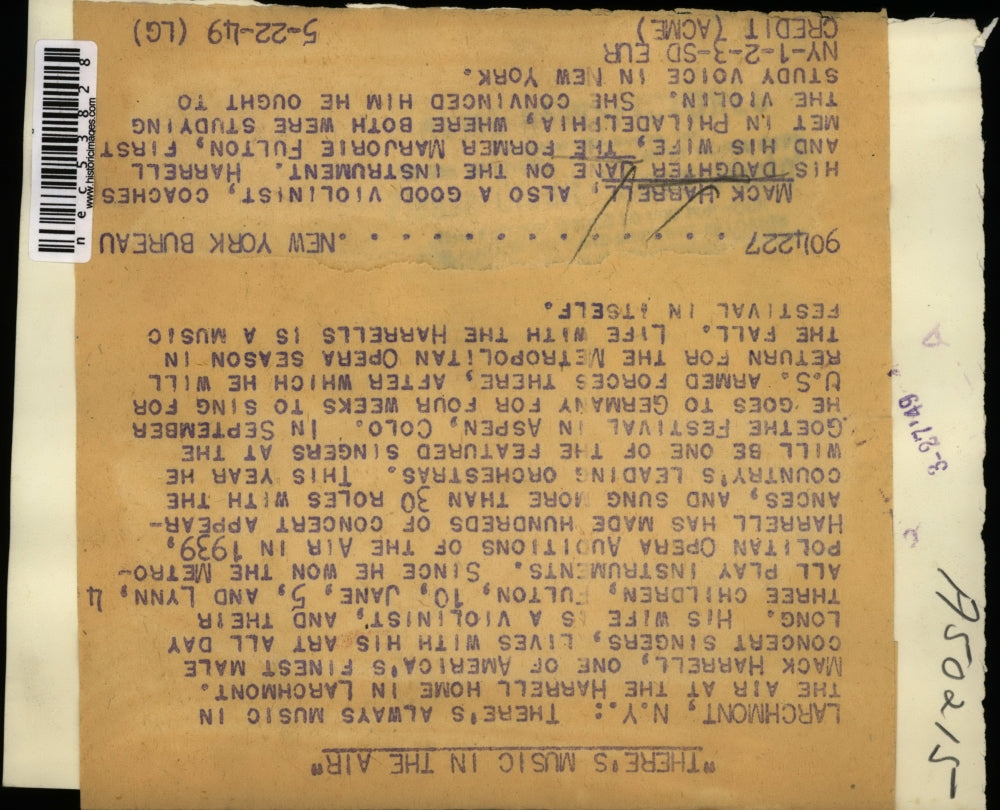 "THERE'S MUSIC IN THE AIR"
LARCHMONT, N.Y.: THERE'S ALWAYS MUSIC IN
THE AIR AT THE HARRELL HOME IN LARCHMONT.
MACK HARRELL, ONE OF AMERICA'S FINEST MALE
CONCERT SINGERS, LIVES WITH HIS ART ALL DAY
LONG. HIS WIFE IS A VIOLINIST, AND THEIR
THREE CHILDREN, FULTON, 10, JANE, 5, AND LYNN, 4
ALL PLAY INSTRUMENTS. SINCE HE WON THE METRO-
POLITAN OPERA AUDITIONS OF THE AIR IN 1939,
HARRELL HAS MADE HUNDREDS OF CONCERT APPEAR-
ANCES, AND SUNG MORE THAN 30 ROLES WITH THE
COUNTRY'S LEADING ORCHESTRAS. THIS YEAR HE
WILL BE ONE OF THE FEATURED SINGERS AT THE
GOETHE FESTIVAL IN ASPEN, COLO. IN SEPTEMBER
HE GOES TO GERMANY FOR FOUR WEEKS TO SING FOR
U.S. ARMED FORCES THERE, AFTER WHICH HE WILL
RETURN FOR THE METROPOLITAN OPERA SEASON IN
THE FALL. LIFE WITH THE HARRELLS IS A MUSIC
FESTIVAL IN ITSELF.
904227 . . . . . . . . . . . . NEW YORK BUREAU
MACK HARRELL, ALSO A GOOD VIOLINIST, COACHES
HIS DAUGHTER JANE ON THE INSTRUMENT. HARRELL
AND HIS WIFE, THE FORMER MARJORIE FULTON, FIRST
MET IN PHILADELPHIA, WHERE BOTH WERE STUDYING
THE VIOLIN. SHE CONVINCED HIM HE OUGHT TO
STUDY VOICE IN NEW YORK.
NY-1-2-3-SD EUR
CREDIT (ACME) 5-22-49 (LG)
www.historicimages.com
nec553828
3-27'49
A50215